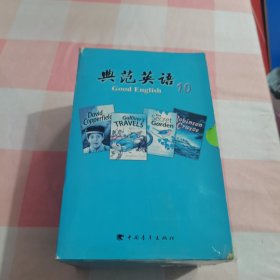 典范英语 10
Good English
David
Copperfield
Gulliver's
TRAVELS
The
Secret
Garden
Robinson
Crusoe
中国青年出版社